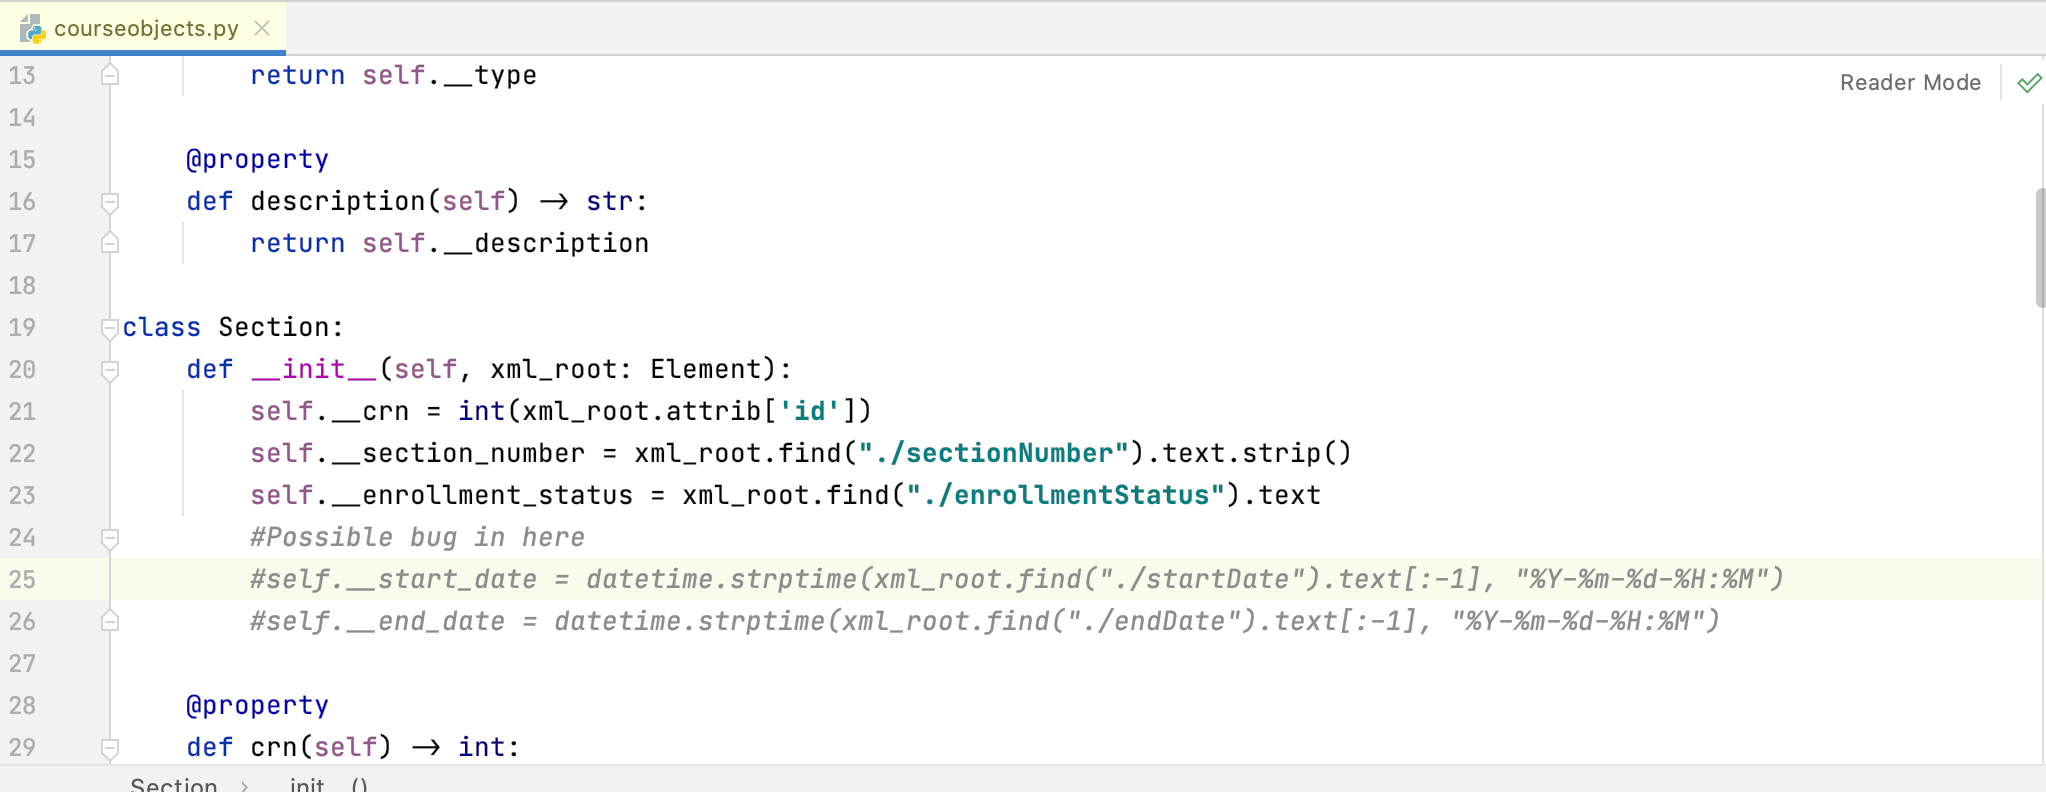 courseobjects.py
Reader Mode
13 return self.__type
14
15 @property
16 def description(self) -> str:
17 return self.__description
18
19 class Section:
20 def __init__(self, xml_root: Element):
21 self.__crn = int(xml_root.attrib['id'])
22 self.__section_number = xml_root.find("./sectionNumber").text.strip()
23 self.__enrollment_status = xml_root.find("./enrollmentStatus").text
24 #Possible bug in here
25 #self.__start_date = datetime.strptime(xml_root.find("./startDate").text[:-1], "%Y-%m-%d-%H:%M")
26 #self.__end_date = datetime.strptime(xml_root.find("./endDate").text[:-1], "%Y-%m-%d-%H:%M")
27
28 @property
29 def crn(self) -> int:
Section > __init__()